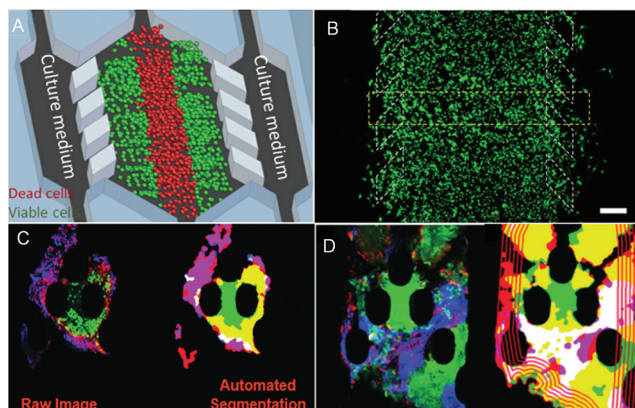 A
Culture medium
Culture medium
Dead cells
Viable cells
B
C
Raw Image
Automated
Segmentation
D